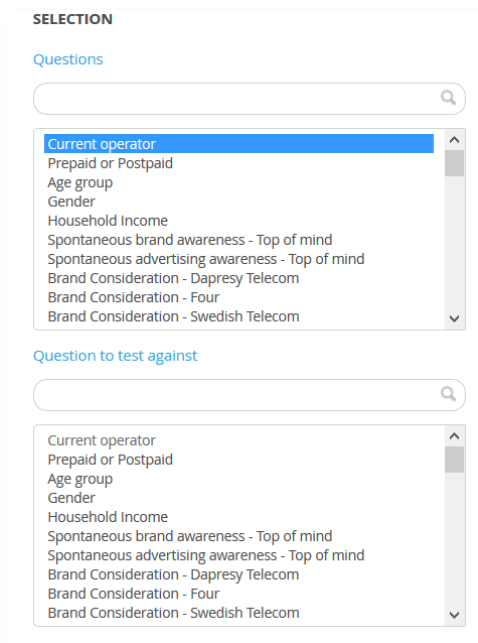 SELECTION
Questions
Current operator
Prepaid or Postpaid
Age group
Gender
Household Income
Spontaneous brand awareness - Top of mind
Spontaneous advertising awareness - Top of mind
Brand Consideration - Dapresy Telecom
Brand Consideration - Four
Brand Consideration - Swedish Telecom
Question to test against
Current operator
Prepaid or Postpaid
Age group
Gender
Household Income
Spontaneous brand awareness - Top of mind
Spontaneous advertising awareness - Top of mind
Brand Consideration - Dapresy Telecom
Brand Consideration - Four
Brand Consideration - Swedish Telecom